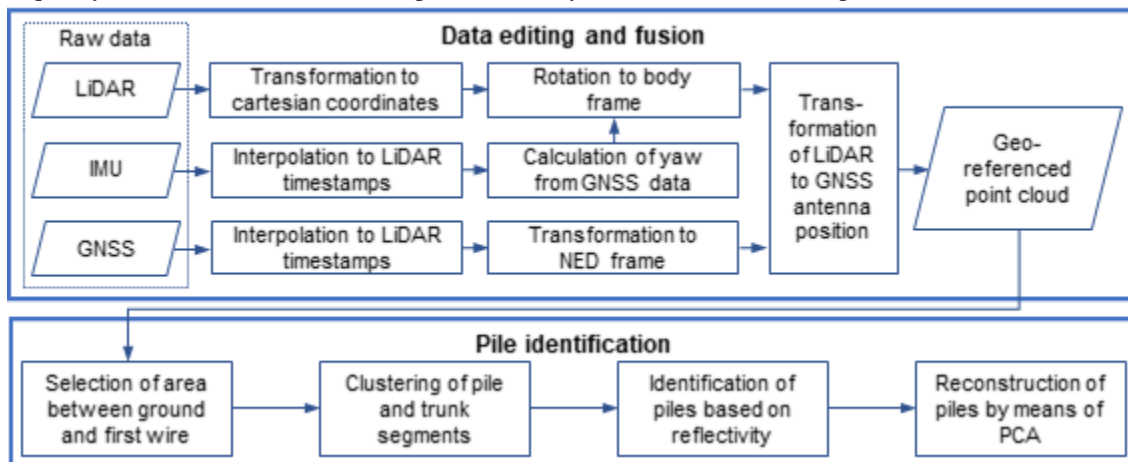 Data editing and fusion
Raw data
LiDAR
Transformation to
cartesian coordinates
Rotation to body
frame
IMU
Interpolation to LiDAR
timestamps
Calculation of yaw
from GNSS data
GNSS
Interpolation to LiDAR
timestamps
Transformation to
NED frame
Trans-
formation
of LiDAR
to GNSS
antenna
position
Geo-
referenced
point cloud
Pile identification
Selection of area
between ground
and first wire
Clustering of pile
and trunk
segments
Identification of
piles based on
reflectivity
Reconstruction of
piles by means of
PCA